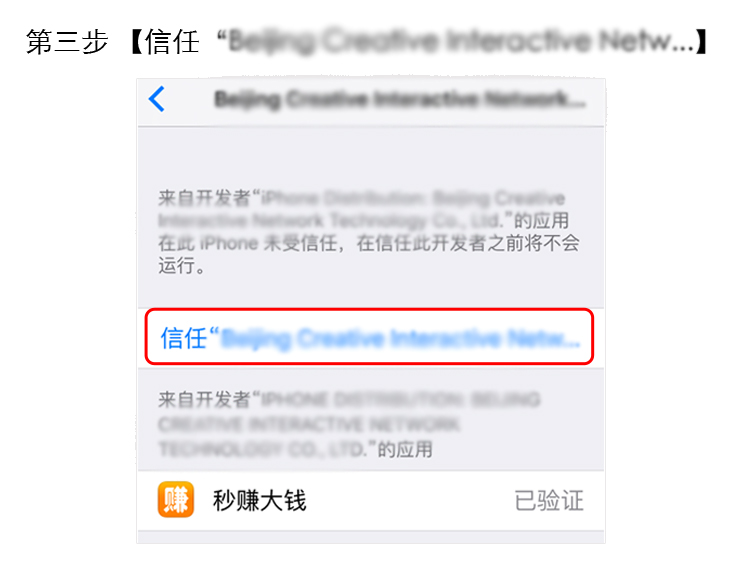 第三步 【信任 “Beijing Creative Interactive Netw...】
Beijing Creative Interactive Network...
来自开发者“iPhone Distribution: Beijing Creative
Interactive Network Technology Co., Ltd.”的应用
在此 iPhone 未受信任，在信任此开发者之前将不会
运行。
信任“Beijing Creative Interactive Netw...
来自开发者“IPHONE DISTRIBUTION: BEIJING
CREATIVE INTERACTIVE NETWORK
TECHNOLOGY CO., LTD.”的应用
赚 秒赚大钱 已验证